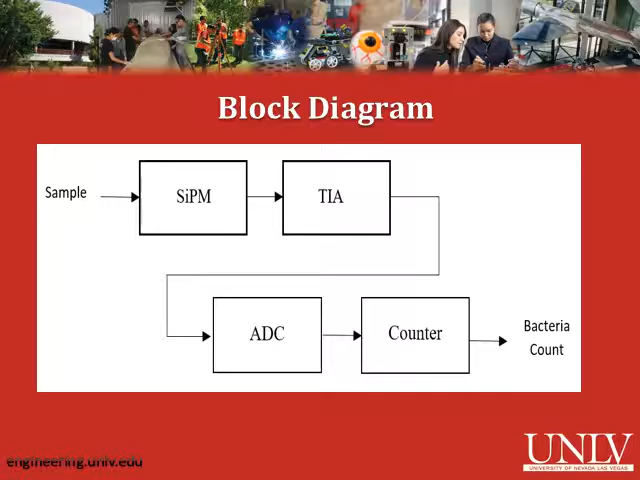 Block Diagram
Sample
SiPM
TIA
ADC
Counter
Bacteria
Count
engineering.unlv.edu
UNLV
UNIVERSITY OF NEVADA LAS VEGAS